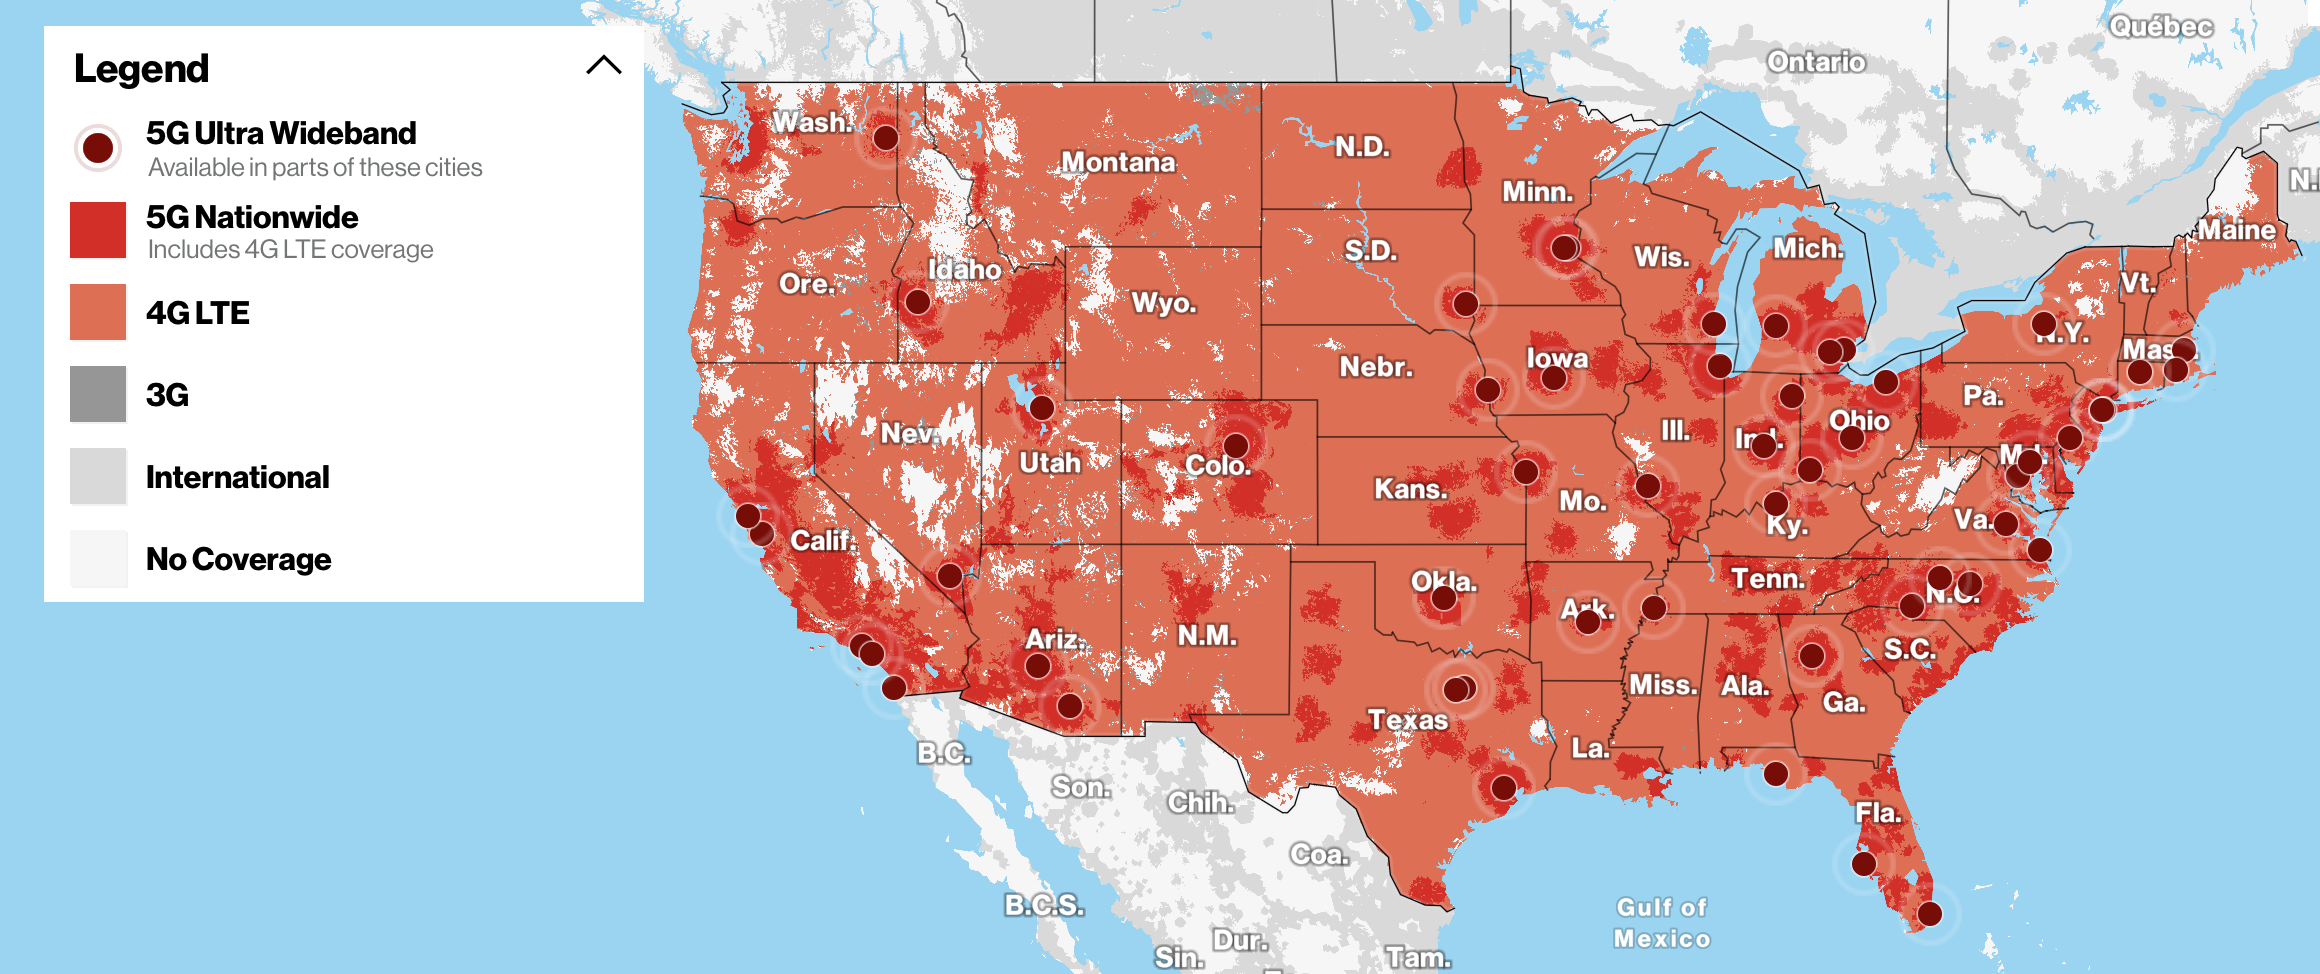 Legend
5G Ultra Wideband
Available in parts of these cities
5G Nationwide
Includes 4G LTE coverage
4G LTE
3G
International
No Coverage
Québec
Ontario
Wash.
Montana
N.D.
Minn.
N.
Maine
Idaho
Ore.
Wyo.
S.D.
Wis.
Mich.
Vt.
N.Y.
Mas
Nebr.
Iowa
Pa.
Nev.
Utah
Colo.
Ill.
Ind.
Ohio
Kans.
Mo.
Md.
Ky.
Va.
Calif.
Okla.
Tenn.
Ariz.
N.M.
Ark.
N.C.
S.C.
Texas
Miss.
Ala.
Ga.
La.
B.C.
Son.
Chih.
Fla.
Coa.
B.C.S.
Gulf of
Mexico
Dur.
Sin.
Tam.